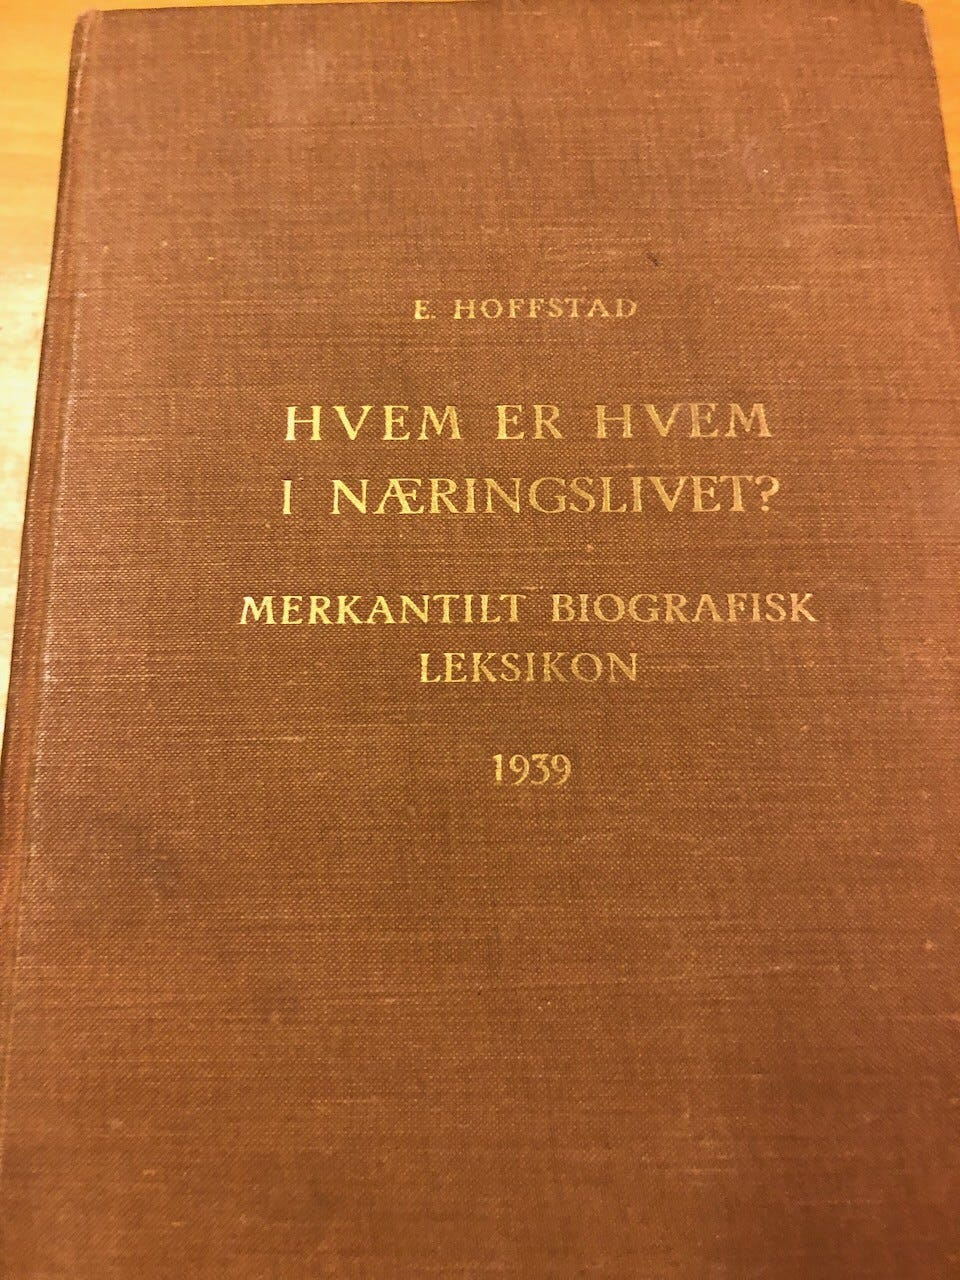 E. HOFFSTAD
HVEM ER HVEM
I NÆRINGSLIVET?
MERKANTILT BIOGRAFISK
LEKSIKON
1939